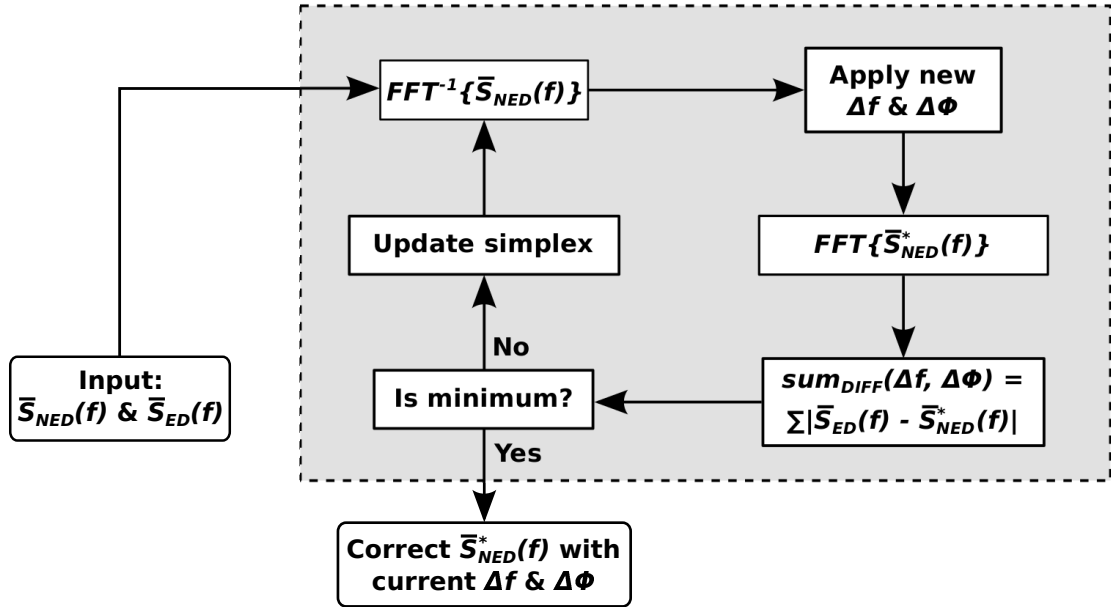 FFT⁻¹{S̅_NED(f)}
Apply new
Δf & ΔΦ
Update simplex
FFT{S̅*_NED(f)}
No
Input:
S̅_NED(f) & S̅_ED(f)
Is minimum?
sum_DIFF(Δf, ΔΦ) =
∑|S̅_ED(f) - S̅*_NED(f)|
Yes
Correct S̅*_NED(f) with
current Δf & ΔΦ